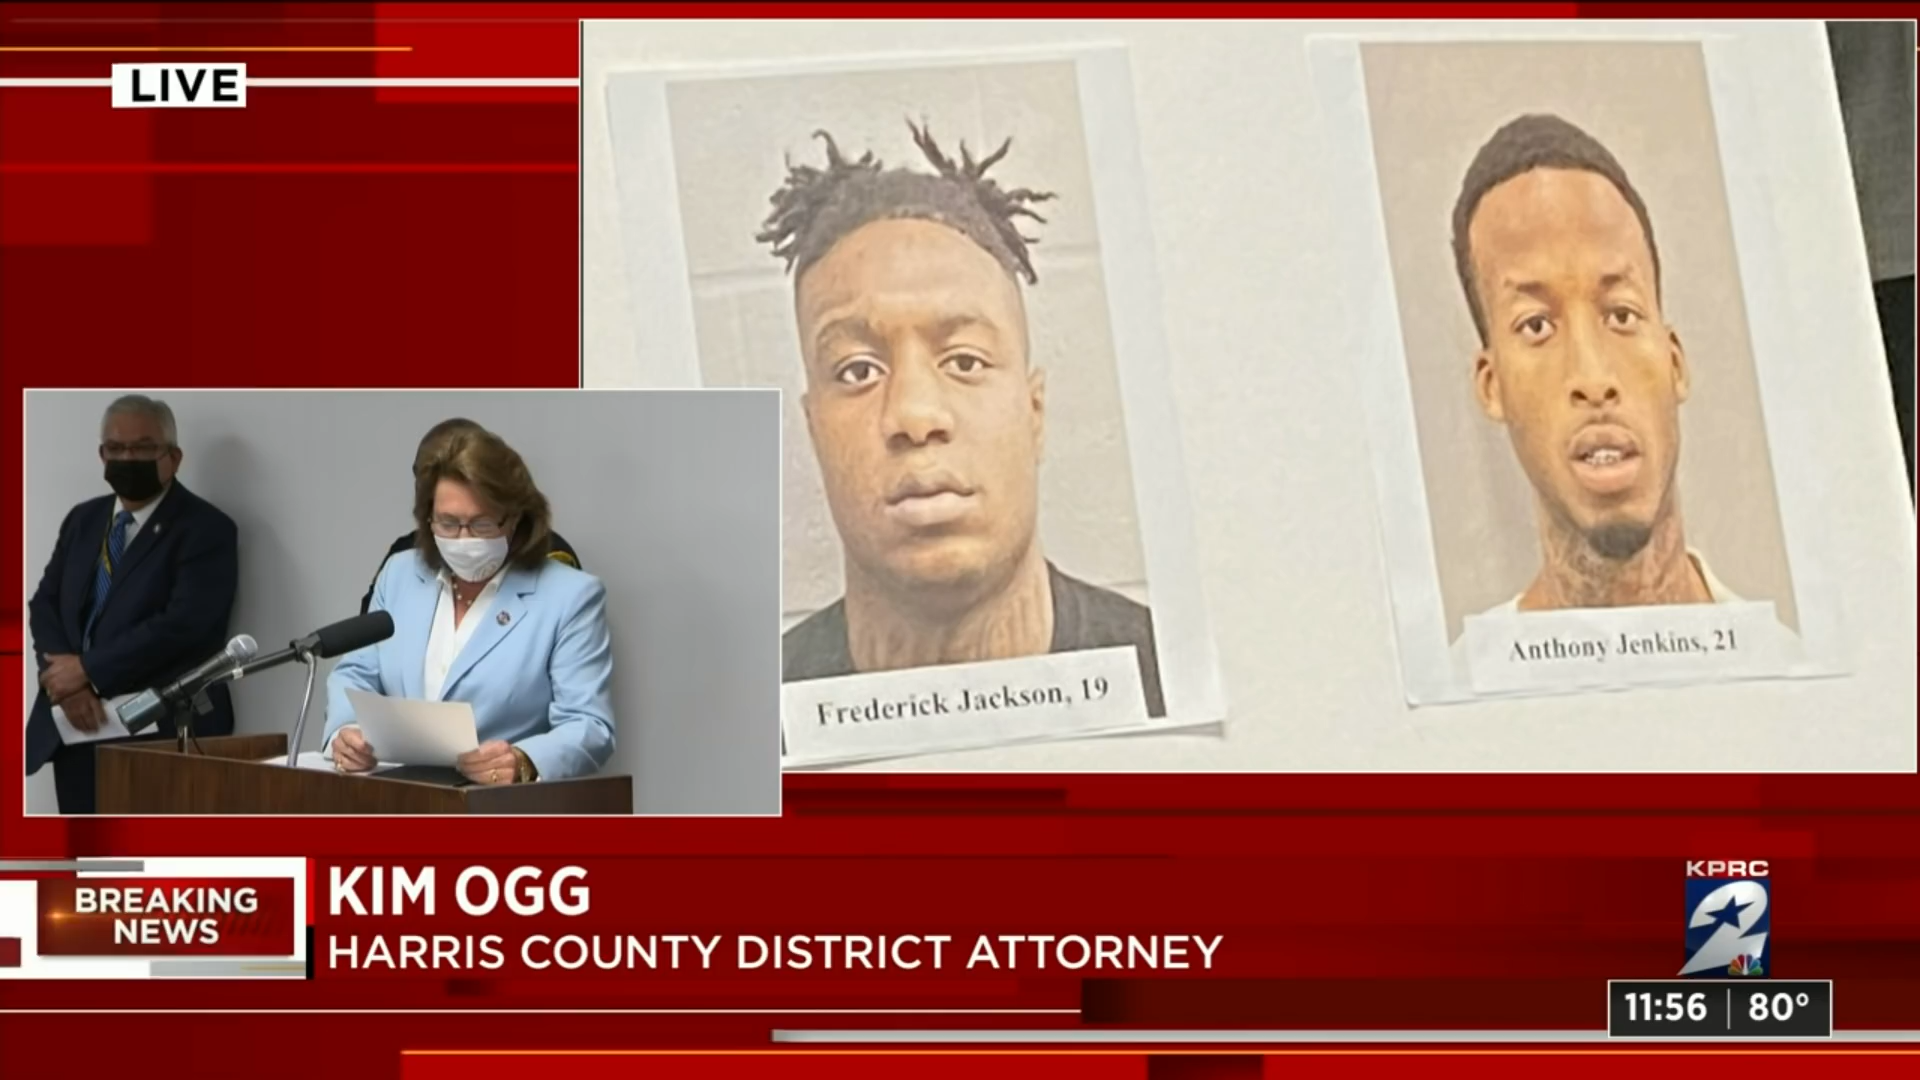 LIVE
Frederick Jackson, 19
Anthony Jenkins, 21
BREAKING
NEWS
KIM OGG
HARRIS COUNTY DISTRICT ATTORNEY
KPRC
2
11:56 80°